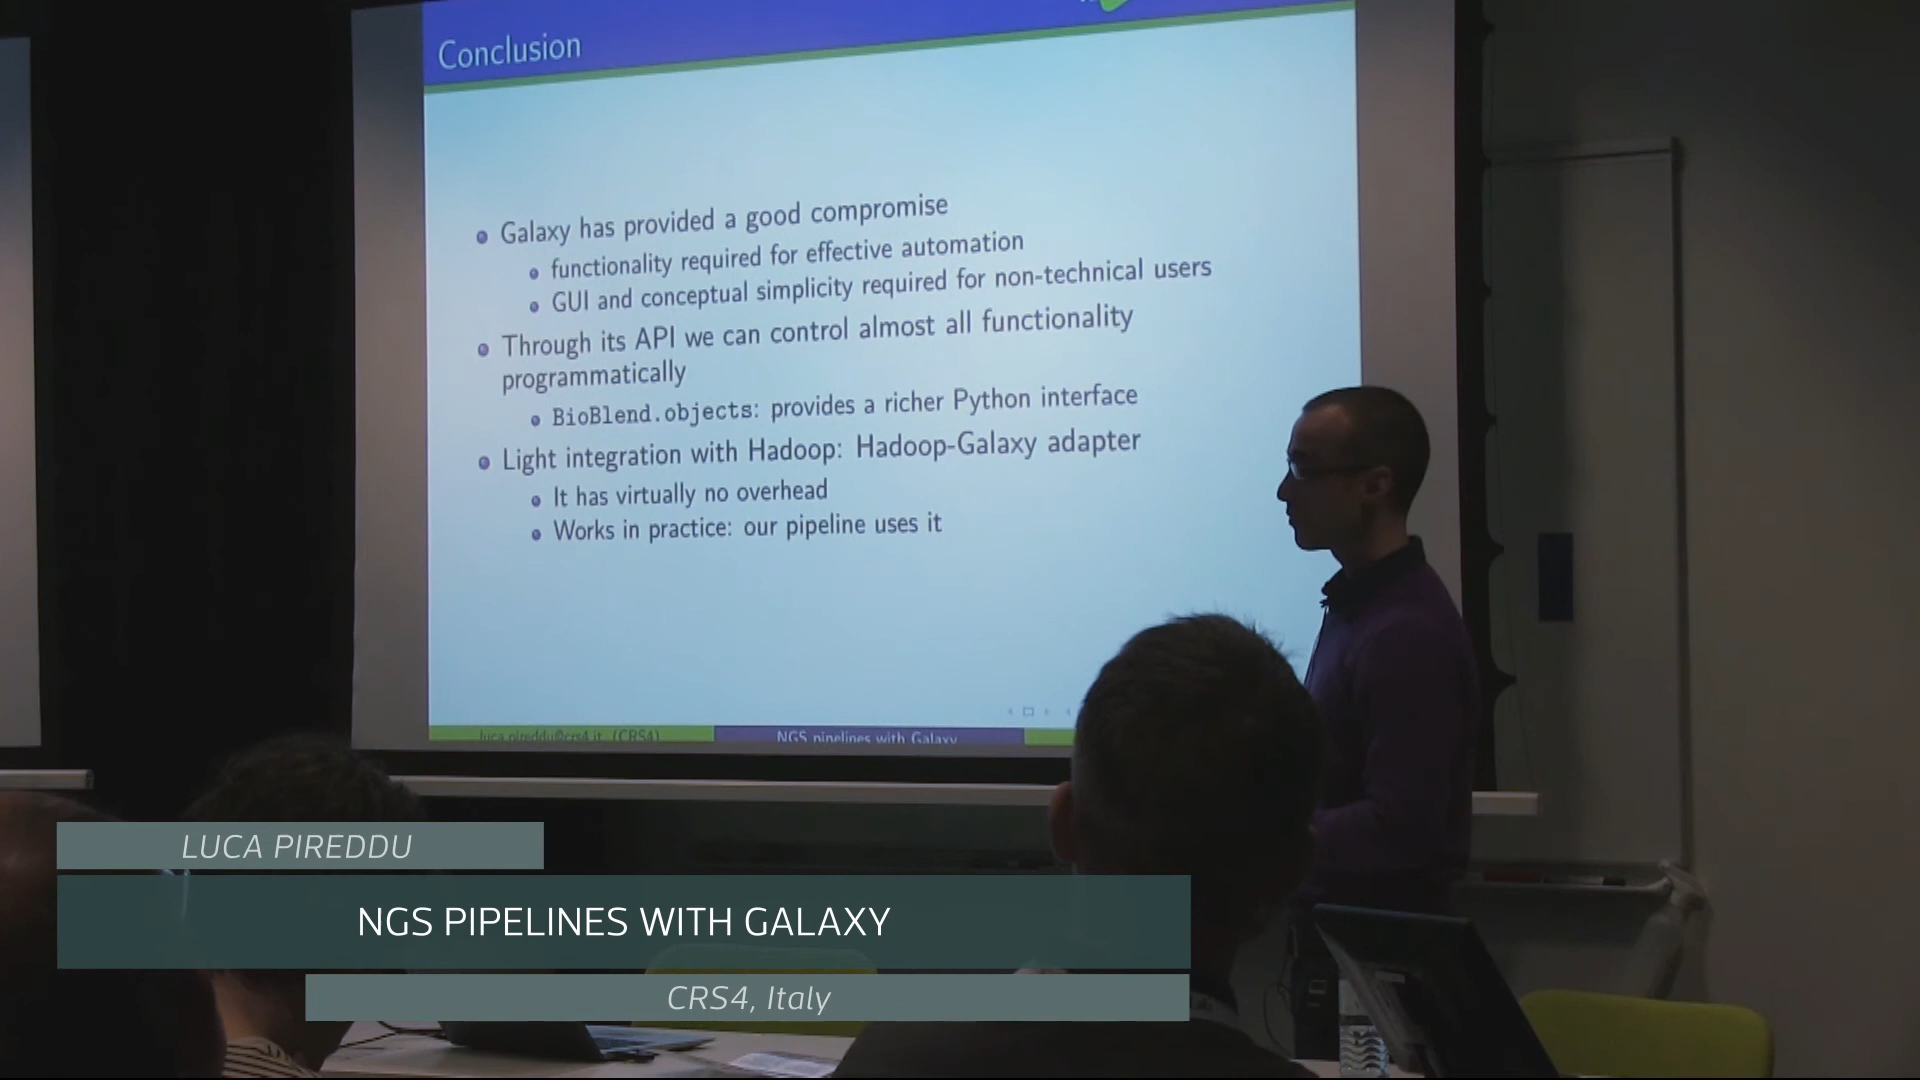 Conclusion
Galaxy has provided a good compromise
functionality required for effective automation
GUI and conceptual simplicity required for non-technical users
Through its API we can control almost all functionality
programmatically
BioBlend.objects: provides a richer Python interface
Light integration with Hadoop: Hadoop-Galaxy adapter
It has virtually no overhead
Works in practice: our pipeline uses it
luca.pireddu@crs4.it (CRS4)
NGS pipelines with Galaxy
LUCA PIREDDU
NGS PIPELINES WITH GALAXY
CRS4, Italy